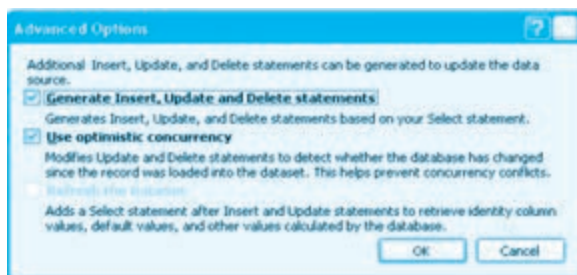 Advanced Options
Additional Insert, Update, and Delete statements can be generated to update the data
source.
Generate Insert, Update and Delete statements
Generates Insert, Update, and Delete statements based on your Select statement.
Use optimistic concurrency
Modifies Update and Delete statements to detect whether the database has changed
since the record was loaded into the dataset. This helps prevent concurrency conflicts.
Refresh the
Adds a Select statement after Insert and Update statements to retrieve identity column
values, default values, and other values calculated by the database.
OK Cancel